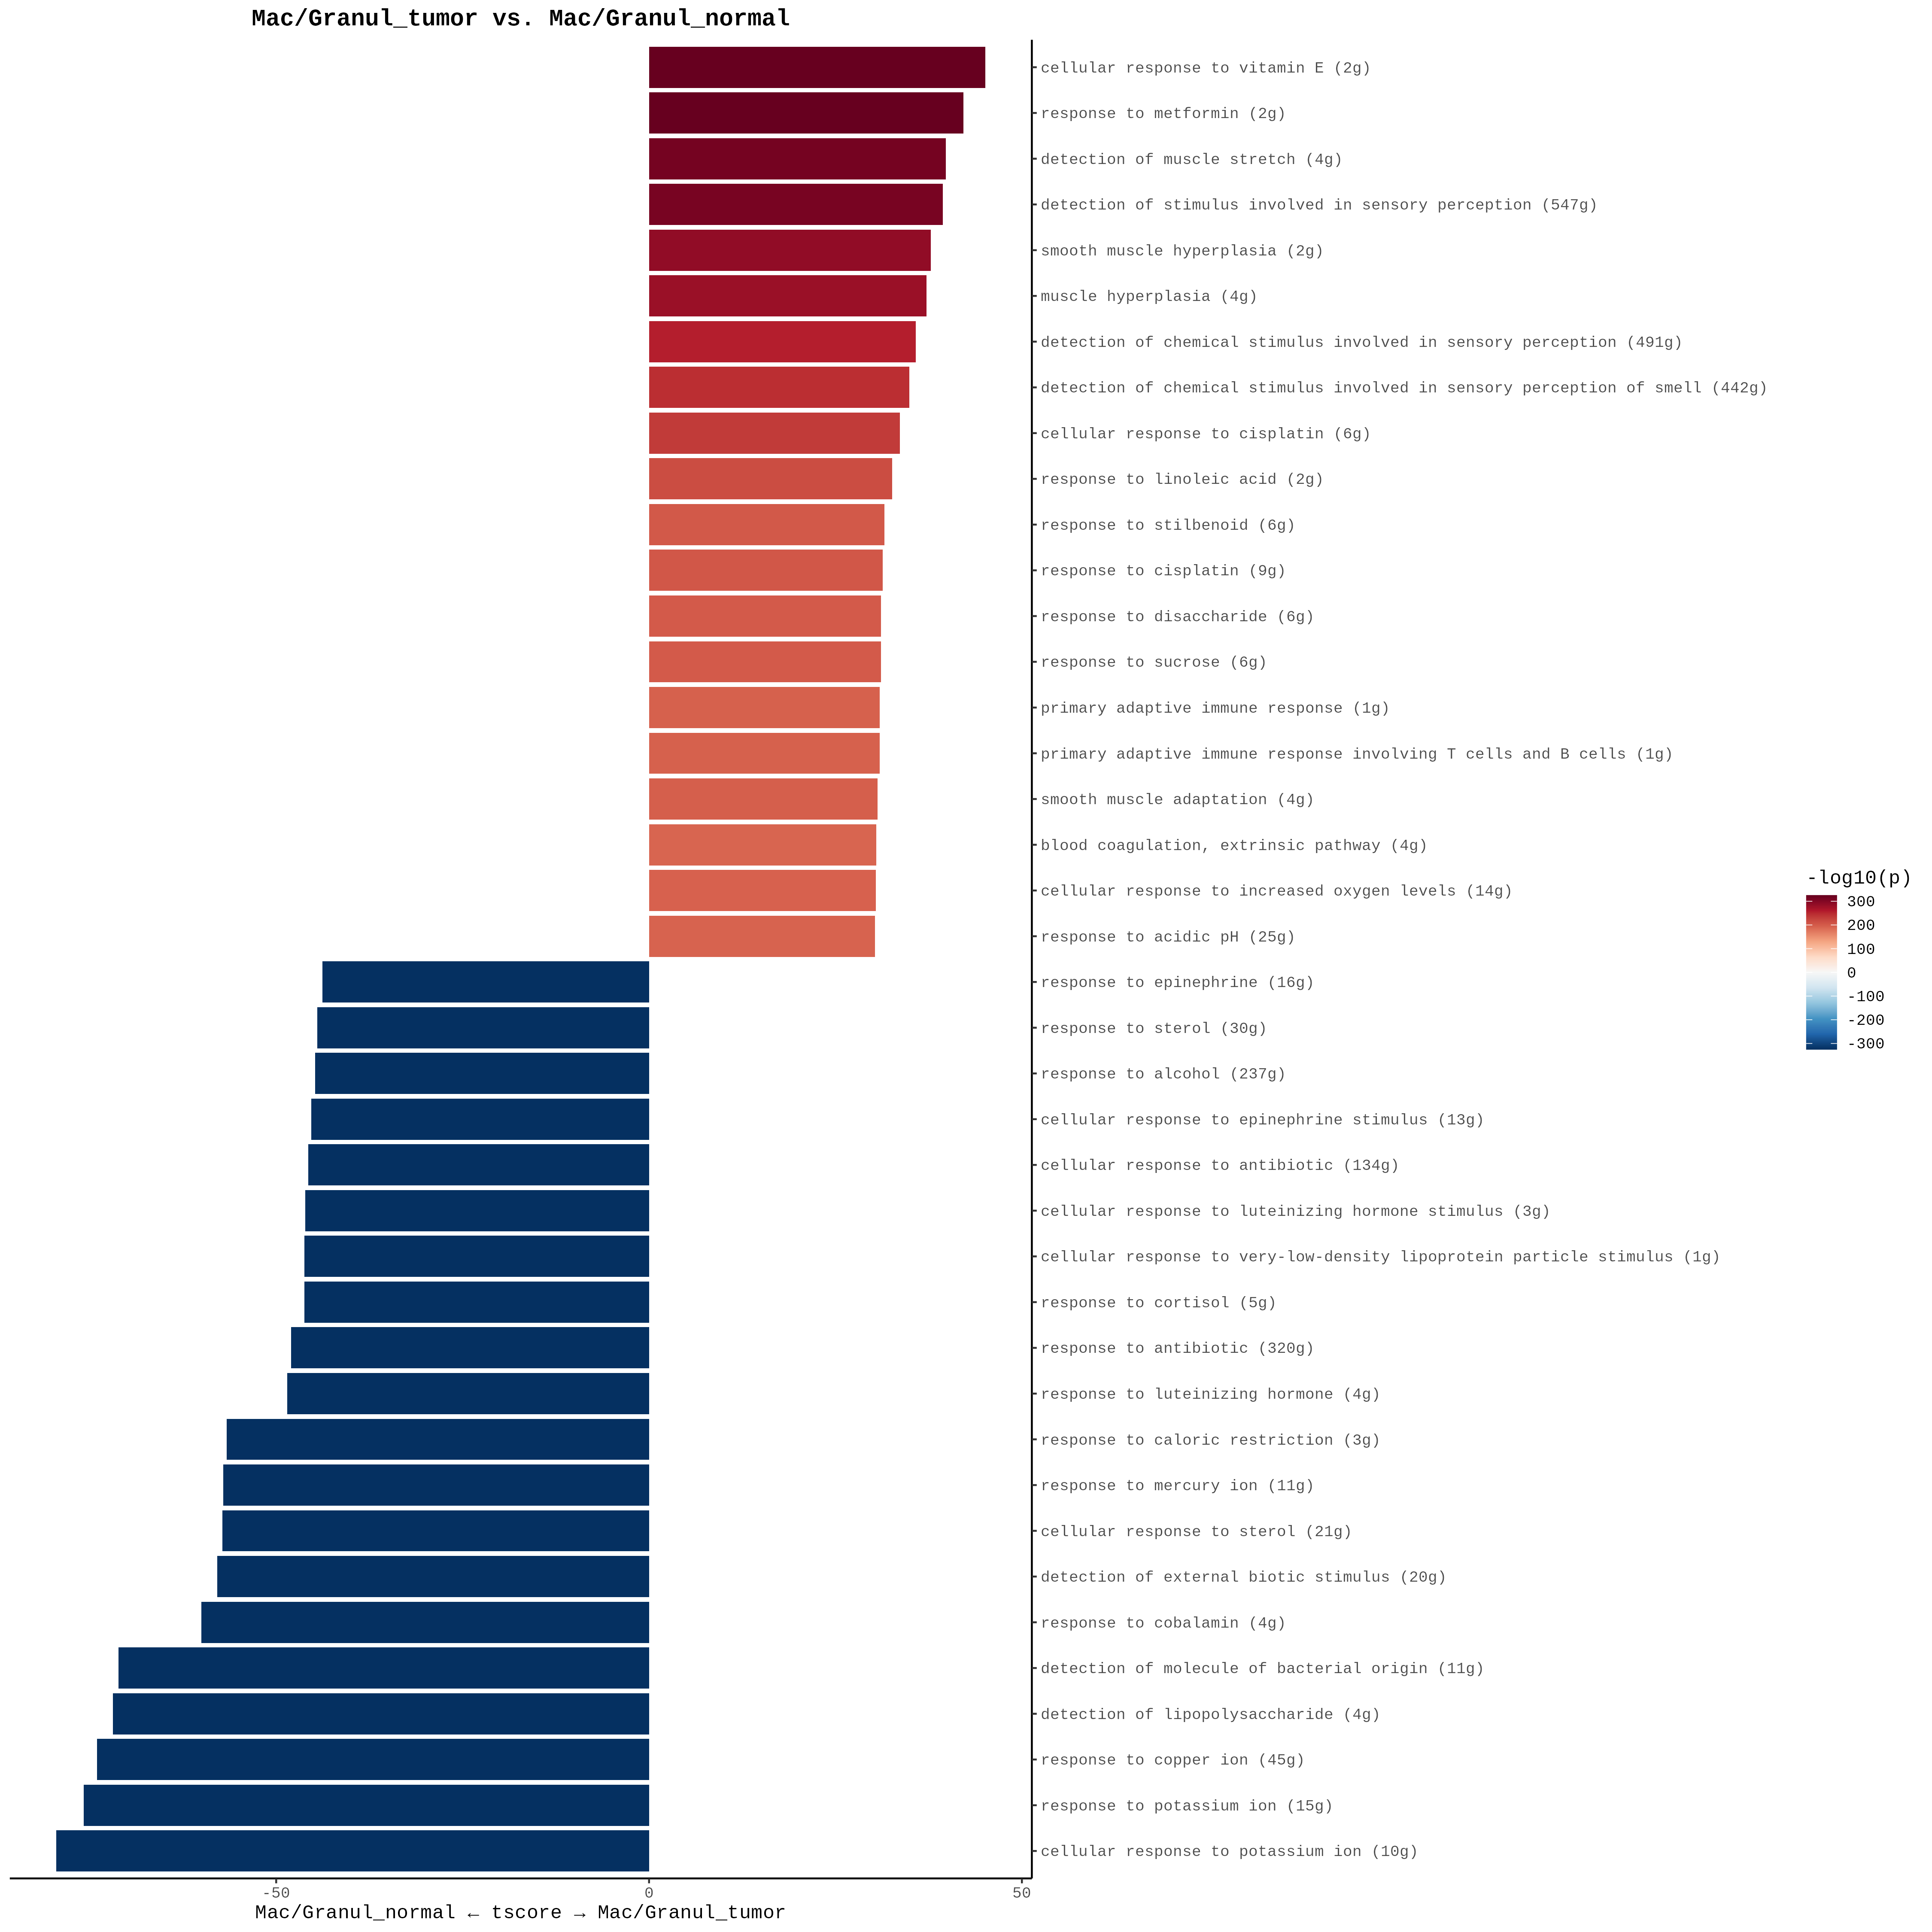 Mac/Granul_tumor vs. Mac/Granul_normal
cellular response to vitamin E (2g)
response to metformin (2g)
detection of muscle stretch (4g)
detection of stimulus involved in sensory perception (547g)
smooth muscle hyperplasia (2g)
muscle hyperplasia (4g)
detection of chemical stimulus involved in sensory perception (491g)
detection of chemical stimulus involved in sensory perception of smell (442g)
cellular response to cisplatin (6g)
response to linoleic acid (2g)
response to stilbenoid (6g)
response to cisplatin (9g)
response to disaccharide (6g)
response to sucrose (6g)
primary adaptive immune response (1g)
primary adaptive immune response involving T cells and B cells (1g)
smooth muscle adaptation (4g)
blood coagulation, extrinsic pathway (4g)
cellular response to increased oxygen levels (14g)
response to acidic pH (25g)
response to epinephrine (16g)
response to sterol (30g)
response to alcohol (237g)
cellular response to epinephrine stimulus (13g)
cellular response to antibiotic (134g)
cellular response to luteinizing hormone stimulus (3g)
cellular response to very-low-density lipoprotein particle stimulus (1g)
response to cortisol (5g)
response to antibiotic (320g)
response to luteinizing hormone (4g)
response to caloric restriction (3g)
response to mercury ion (11g)
cellular response to sterol (21g)
detection of external biotic stimulus (20g)
response to cobalamin (4g)
detection of molecule of bacterial origin (11g)
detection of lipopolysaccharide (4g)
response to copper ion (45g)
response to potassium ion (15g)
cellular response to potassium ion (10g)
-50 0 50
Mac/Granul_normal ← tscore → Mac/Granul_tumor
-log10(p)
300
200
100
0
-100
-200
-300